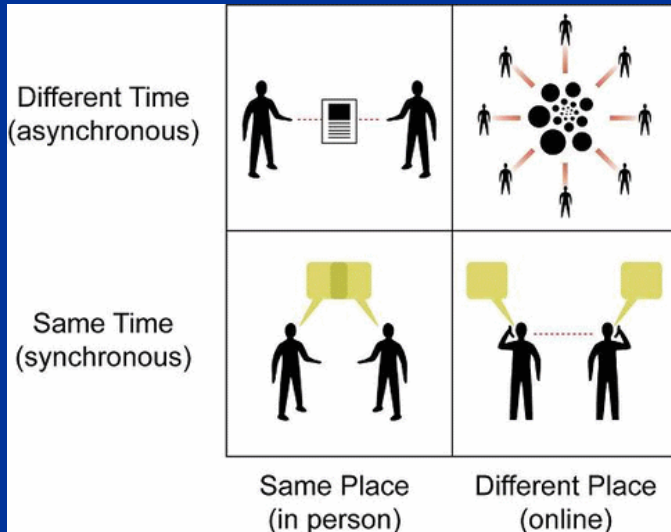 Different Time
(asynchronous)
Same Time
(synchronous)
Same Place
(in person)
Different Place
(online)